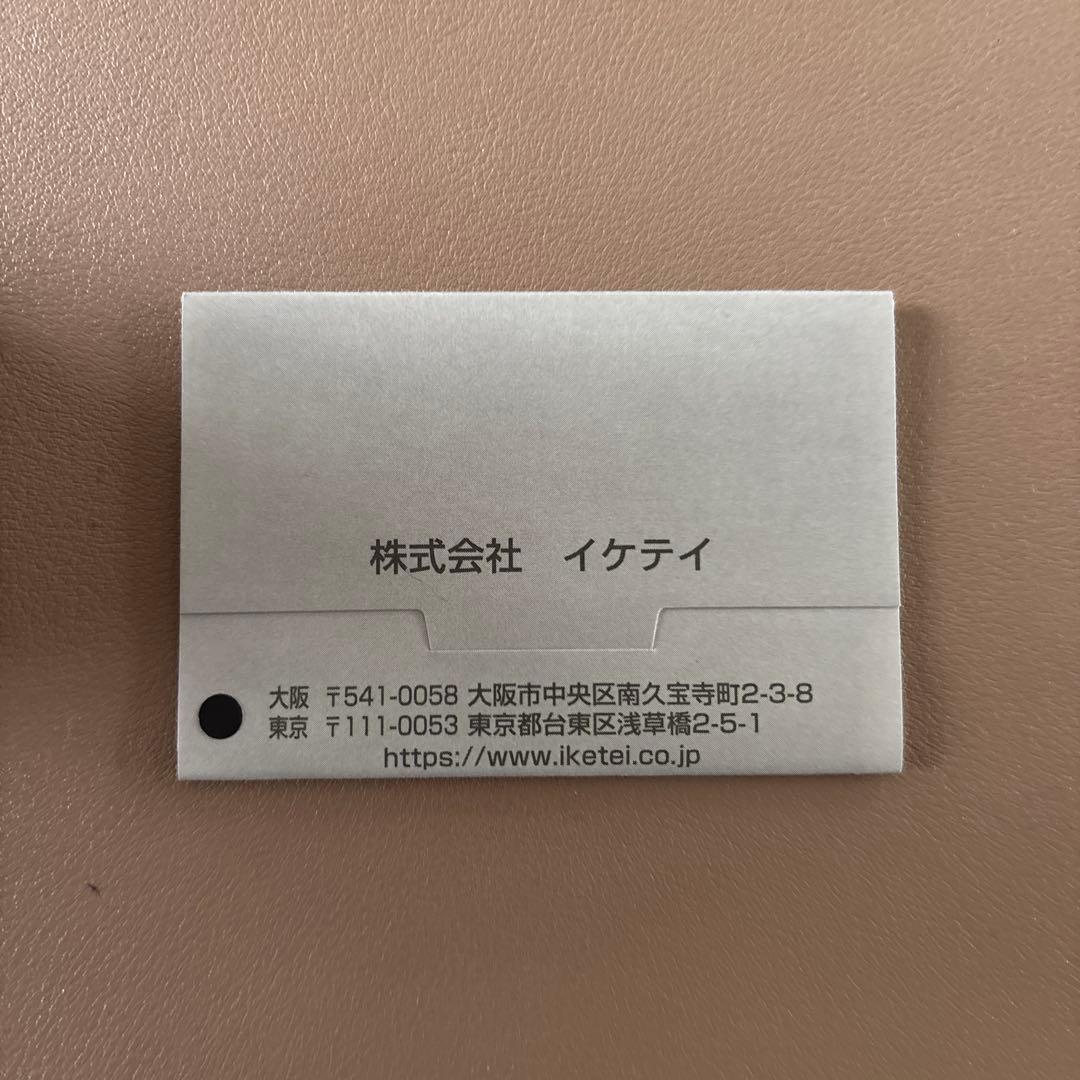 株式会社　イケテイ
大阪 〒541-0058 大阪市中央区南久宝寺町2-3-8
東京 〒111-0053 東京都台東区浅草橋2-5-1
https://www.iketei.co.jp